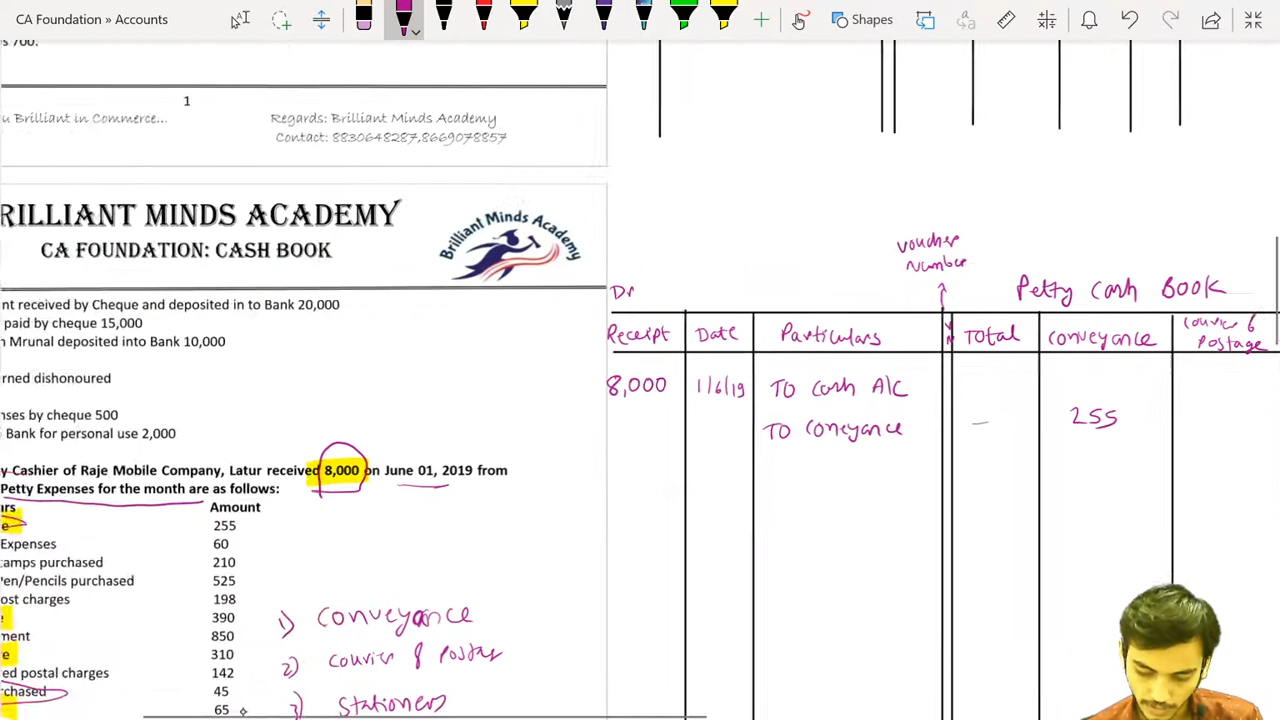 CA Foundation » Accounts
Shapes
s 700.
1
u Brilliant in Commerce...
Regards: Brilliant Minds Academy
Contact: 8830648287,8669078857
RILLIANT MINDS ACADEMY
CA FOUNDATION: CASH BOOK
Brilliant Minds Academy
nt received by Cheque and deposited in to Bank 20,000
paid by cheque 15,000
n Mrunal deposited into Bank 10,000
rned dishonoured
nses by cheque 500
Bank for personal use 2,000
y Cashier of Raje Mobile Company, Latur received 8,000 on June 01, 2019 from
Petty Expenses for the month are as follows:
ars Amount
e 255
Expenses 60
amps purchased 210
Pen/Pencils purchased 525
ost charges 198
e 390
ment 850
re 310
ed postal charges 142
rchased 45
65
1) Conveyance
2) Courier & Postag
3) Stationers
Voucher
Number
Dr
Petty Cash BOOK
Receipt Date Particulars VN Total Conveyance Courier & Postage
8,000 1/6/19 TO Cash A/C
TO Coneyance — 255